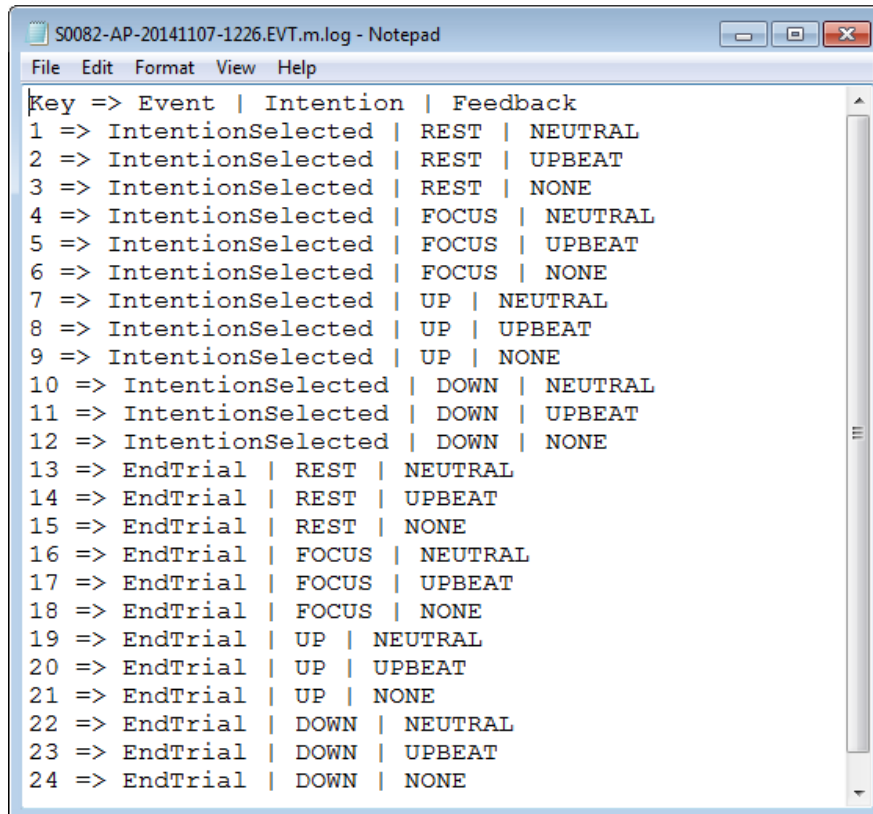 S0082-AP-20141107-1226.EVT.m.log - Notepad
File Edit Format View Help
Key => Event | Intention | Feedback
1 => IntentionSelected | REST | NEUTRAL
2 => IntentionSelected | REST | UPBEAT
3 => IntentionSelected | REST | NONE
4 => IntentionSelected | FOCUS | NEUTRAL
5 => IntentionSelected | FOCUS | UPBEAT
6 => IntentionSelected | FOCUS | NONE
7 => IntentionSelected | UP | NEUTRAL
8 => IntentionSelected | UP | UPBEAT
9 => IntentionSelected | UP | NONE
10 => IntentionSelected | DOWN | NEUTRAL
11 => IntentionSelected | DOWN | UPBEAT
12 => IntentionSelected | DOWN | NONE
13 => EndTrial | REST | NEUTRAL
14 => EndTrial | REST | UPBEAT
15 => EndTrial | REST | NONE
16 => EndTrial | FOCUS | NEUTRAL
17 => EndTrial | FOCUS | UPBEAT
18 => EndTrial | FOCUS | NONE
19 => EndTrial | UP | NEUTRAL
20 => EndTrial | UP | UPBEAT
21 => EndTrial | UP | NONE
22 => EndTrial | DOWN | NEUTRAL
23 => EndTrial | DOWN | UPBEAT
24 => EndTrial | DOWN | NONE